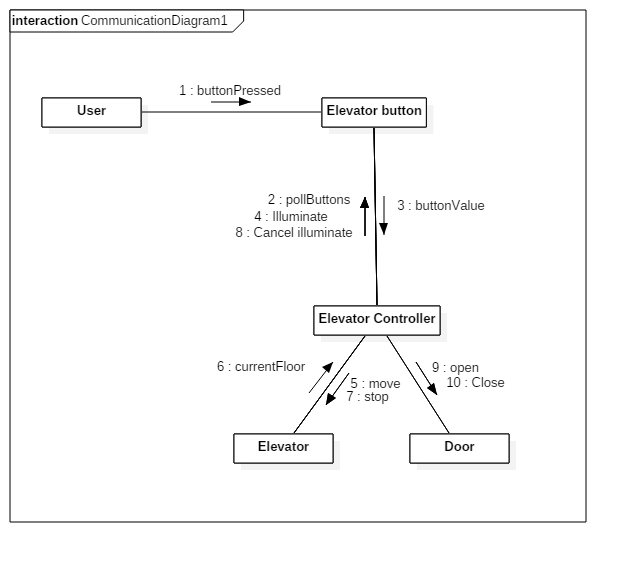 interaction CommunicationDiagram1
1 : buttonPressed
User
Elevator button
2 : pollButtons
3 : buttonValue
4 : Illuminate
8 : Cancel illuminate
Elevator Controller
6 : currentFloor
9 : open
5 : move
10 : Close
7 : stop
Elevator
Door